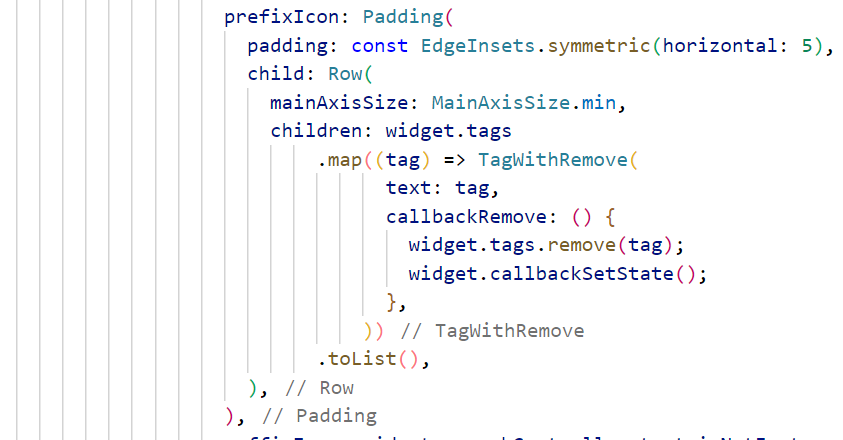 prefixIcon: Padding(
padding: const EdgeInsets.symmetric(horizontal: 5),
child: Row(
mainAxisSize: MainAxisSize.min,
children: widget.tags
.map((tag) => TagWithRemove(
text: tag,
callbackRemove: () {
widget.tags.remove(tag);
widget.callbackSetState();
},
)) // TagWithRemove
.toList(),
), // Row
), // Padding